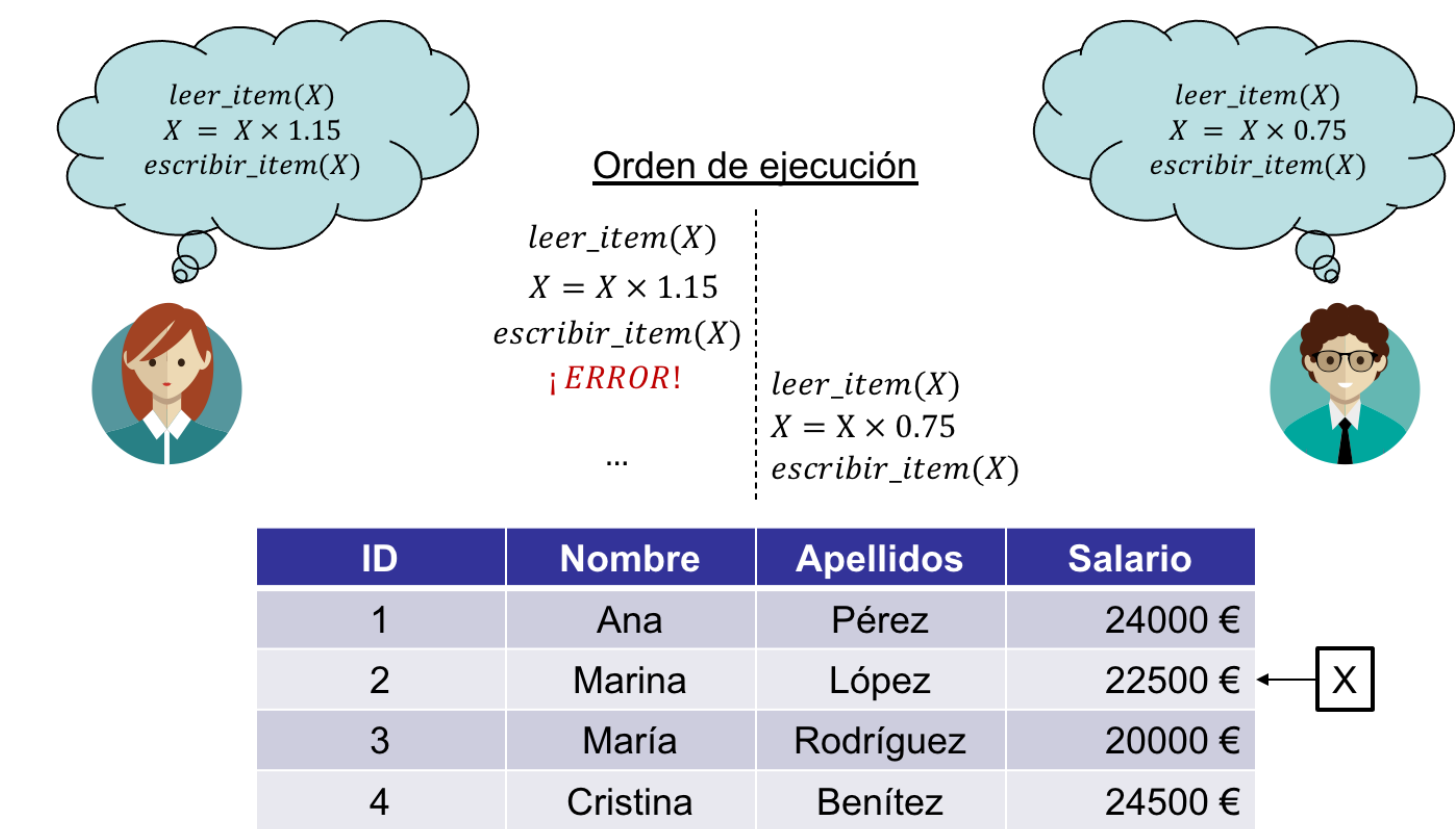 leer_item(X)
X = X × 1.15
escribir_item(X)
leer_item(X)
X = X × 0.75
escribir_item(X)
Orden de ejecución
leer_item(X)
X = X × 1.15
escribir_item(X)
¡ERROR!
...
leer_item(X)
X = X × 0.75
escribir_item(X)
ID Nombre Apellidos Salario
1 Ana Pérez 24000 €
2 Marina López 22500 €
X
3 María Rodríguez 20000 €
4 Cristina Benítez 24500 €